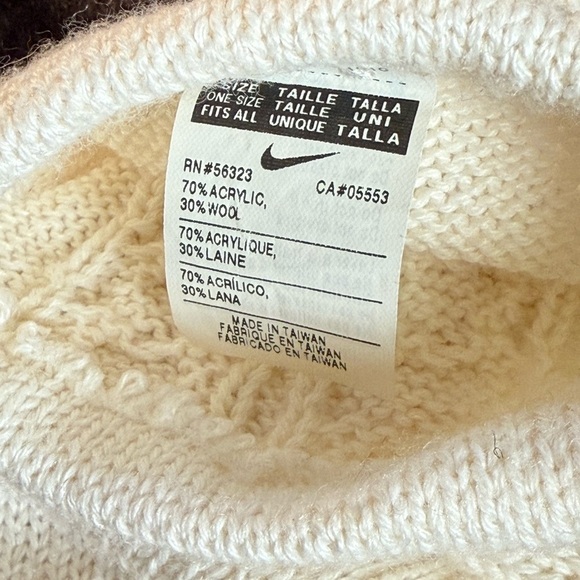 SIZE TAILLE TALLA
ONE SIZE TAILLE UNI
FITS ALL UNIQUE TALLA
RN#56323 CA#05553
70% ACRYLIC,
30% WOOL
70% ACRYLIQUE,
30% LAINE
70% ACRÍLICO,
30% LANA
MADE IN TAIWAN
FABRIQUE EN TAIWAN
FABRICADO EN TAIWAN